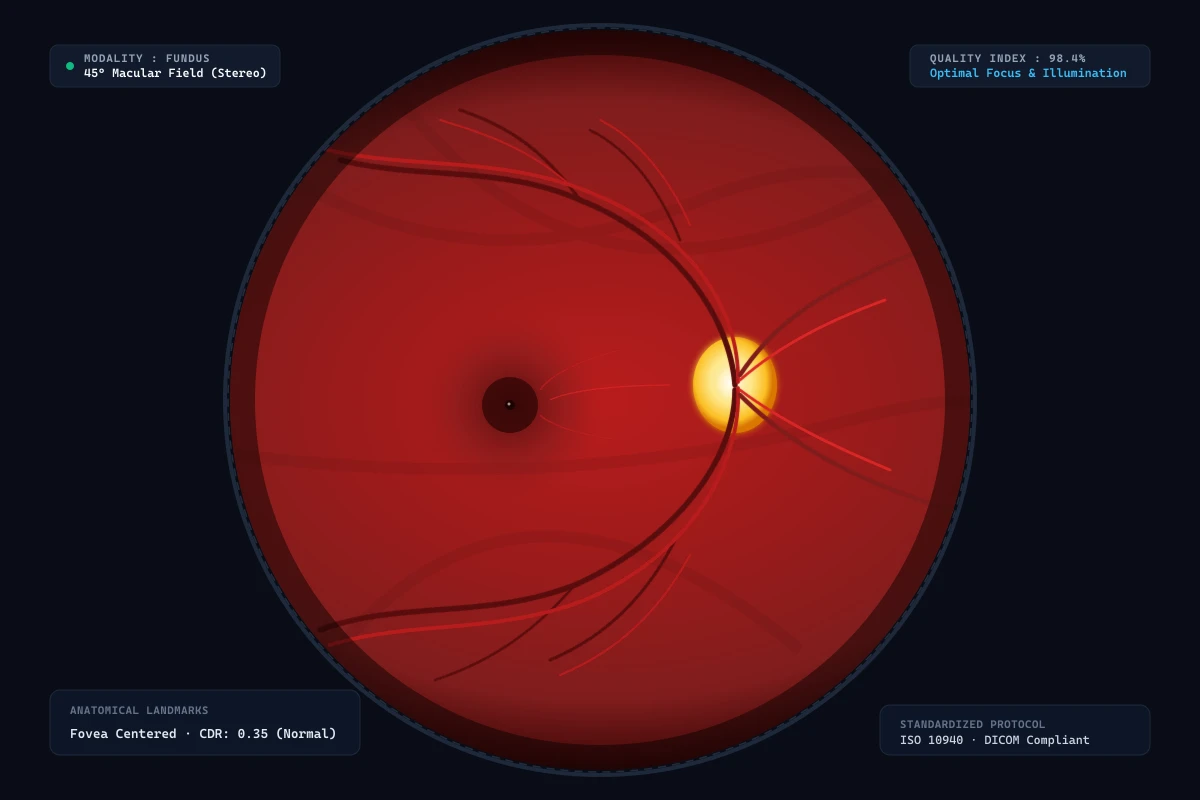 MODALITY : FUNDUS
45° Macular Field (Stereo)
QUALITY INDEX : 98.4%
Optimal Focus & Illumination
ANATOMICAL LANDMARKS
Fovea Centered · CDR: 0.35 (Normal)
STANDARDIZED PROTOCOL
ISO 10940 · DICOM Compliant